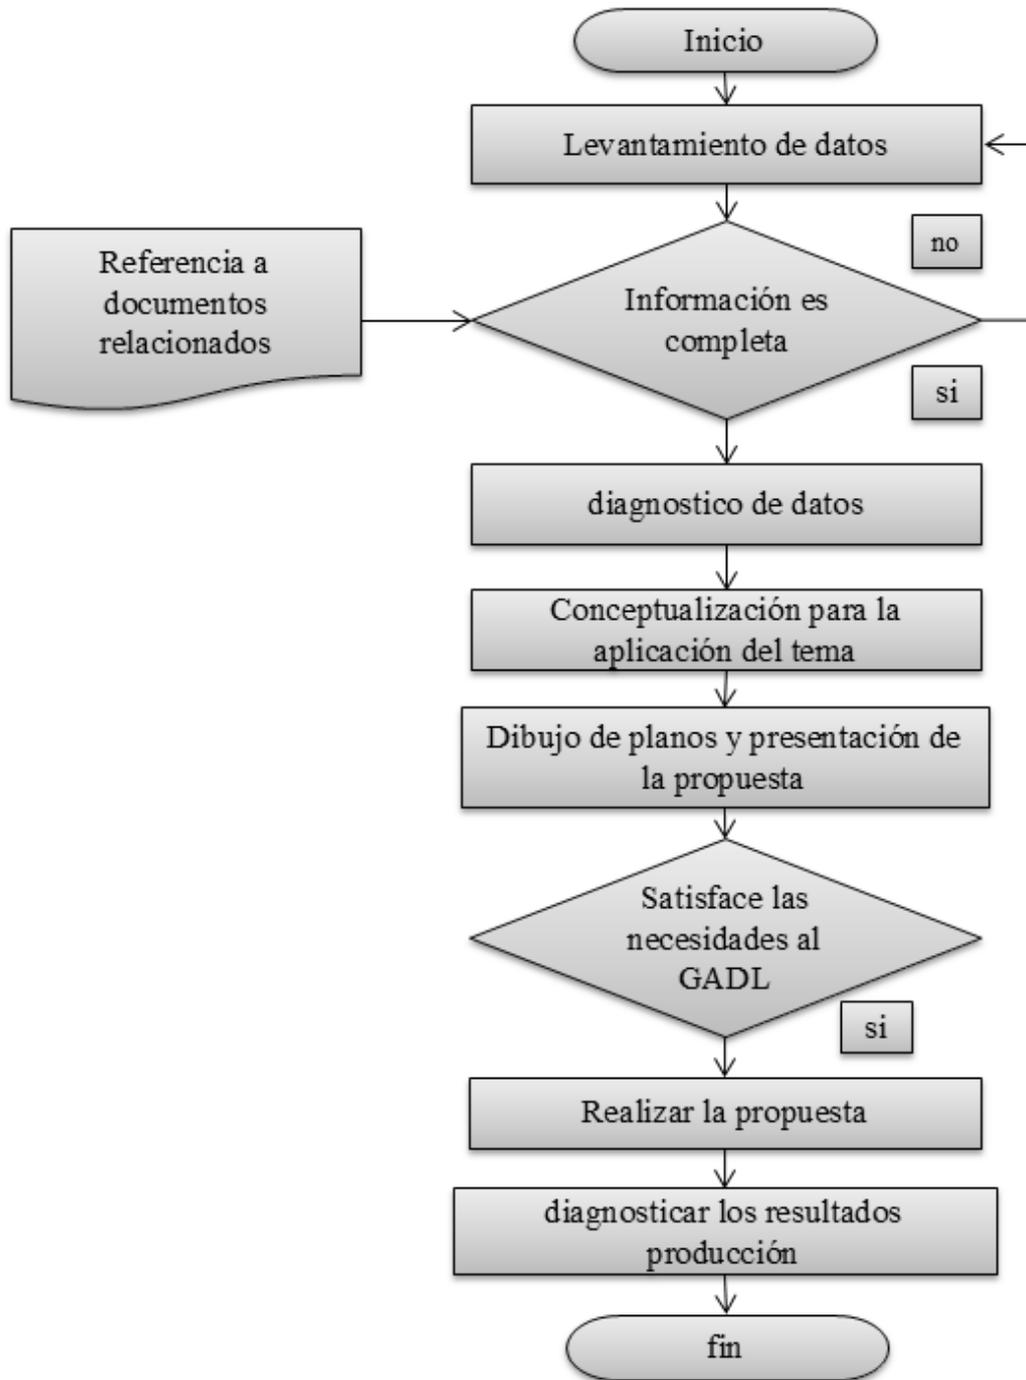 Inicio
Levantamiento de datos
no
Referencia a
documentos
relacionados
Información es
completa
si
diagnostico de datos
Conceptualización para la
aplicación del tema
Dibujo de planos y presentación de
la propuesta
Satisface las
necesidades al
GADL
si
Realizar la propuesta
diagnosticar los resultados
producción
fin